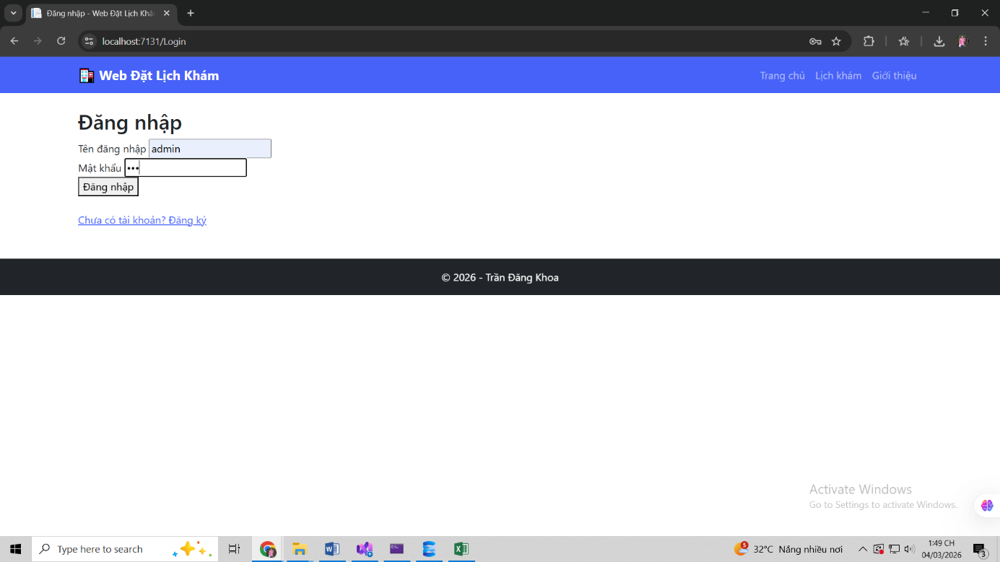 Đăng nhập - Web Đặt Lịch Khám
localhost:7131/Login
Web Đặt Lịch Khám
Trang chủ Lịch khám Giới thiệu
Đăng nhập
Tên đăng nhập admin
Mật khẩu •••
Đăng nhập
Chưa có tài khoản? Đăng ký
© 2026 - Trần Đăng Khoa
Activate Windows
Go to Settings to activate Windows.
Type here to search
5
32°C Nắng nhiều nơi
1:49 CH
04/03/2026
3